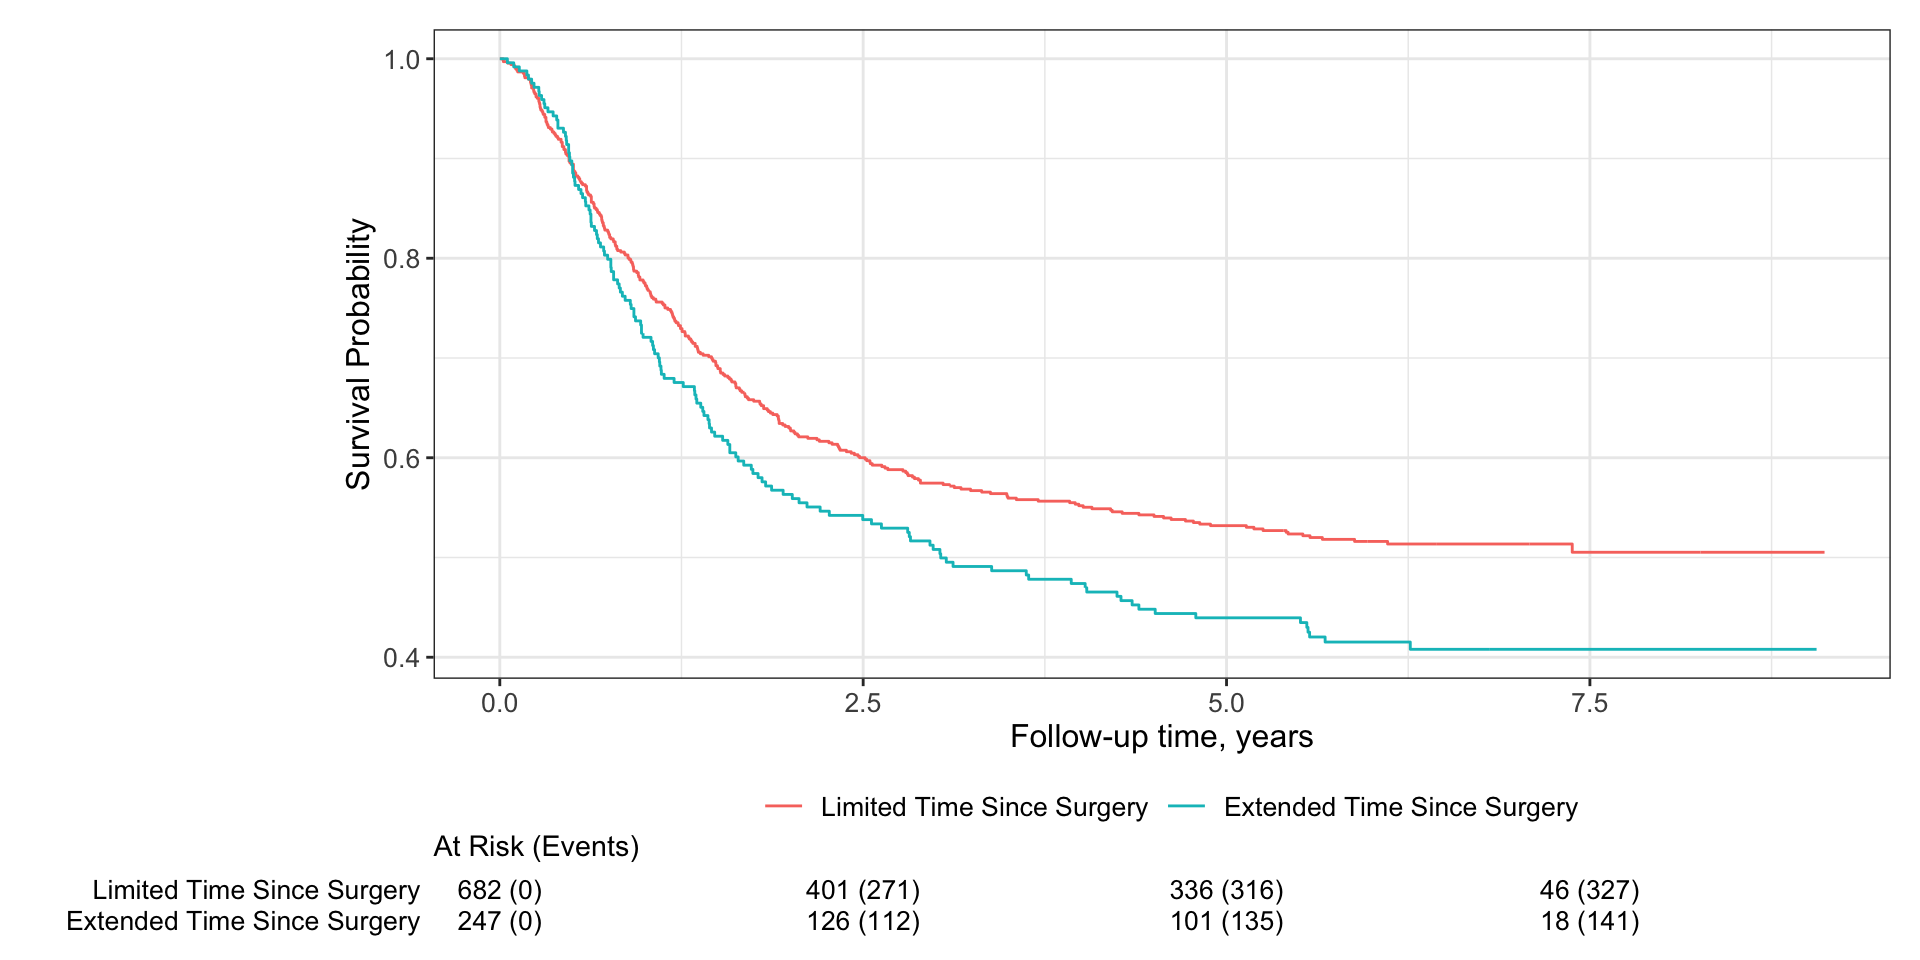 1.0
0.8
0.6
0.4
Survival Probability
0.0 2.5 5.0 7.5
Follow-up time, years
Limited Time Since Surgery Extended Time Since Surgery
At Risk (Events)
Limited Time Since Surgery 682 (0) 401 (271) 336 (316) 46 (327)
Extended Time Since Surgery 247 (0) 126 (112) 101 (135) 18 (141)